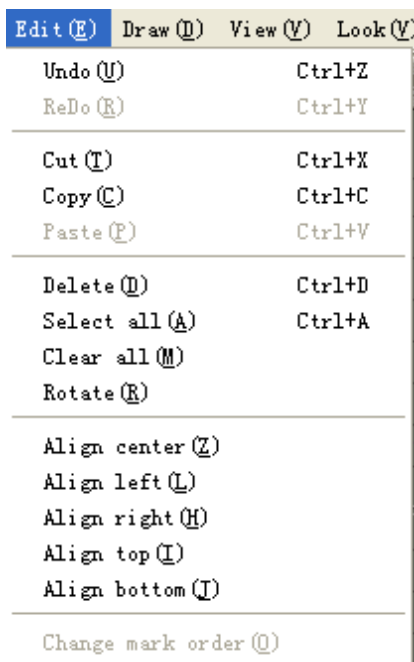 Edit(E) Draw(D) View(V) Look(V)
Undo(U) Ctrl+Z
ReDo(R) Ctrl+Y
Cut(T) Ctrl+X
Copy(C) Ctrl+C
Paste(P) Ctrl+V
Delete(D) Ctrl+D
Select all(A) Ctrl+A
Clear all(M)
Rotate(R)
Align center(Z)
Align left(L)
Align right(H)
Align top(I)
Align bottom(J)
Change mark order(O)